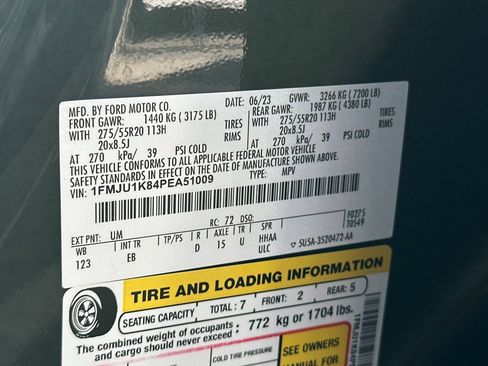 MFD. BY FORD MOTOR CO.
DATE: 06/23 GVWR: 3266 KG (7200 LB)
FRONT GAWR: 1440 KG (3175 LB) REAR GAWR: 1987 KG (4380 LB)
WITH 275/55R20 113H TIRES WITH 275/55R20 113H TIRES
20x8.5J RIMS 20x8.5J RIMS
AT 270 kPa/ 39 PSI COLD AT 270 kPa/ 39 PSI COLD
THIS VEHICLE CONFORMS TO ALL APPLICABLE FEDERAL MOTOR VEHICLE
SAFETY STANDARDS IN EFFECT ON THE DATE OF MANUFACTURE SHOWN ABOVE.
VIN: 1FMJU1K84PEA51009 TYPE: MPV
F0275
T0549
EXT PNT: UM RC: 72 DSO:
WB INT TR TP/PS R AXLE TR SPR
123 EB D 15 U HHAA
ULC 5U5A-3520472-AA
TIRE AND LOADING INFORMATION
SEATING CAPACITY TOTAL: 7 FRONT: 2 REAR: 5
The combined weight of occupants
and cargo should never exceed: 772 kg or 1704 lbs.
COLD TIRE PRESSURE
SEE OWNERS
MANUAL FOR